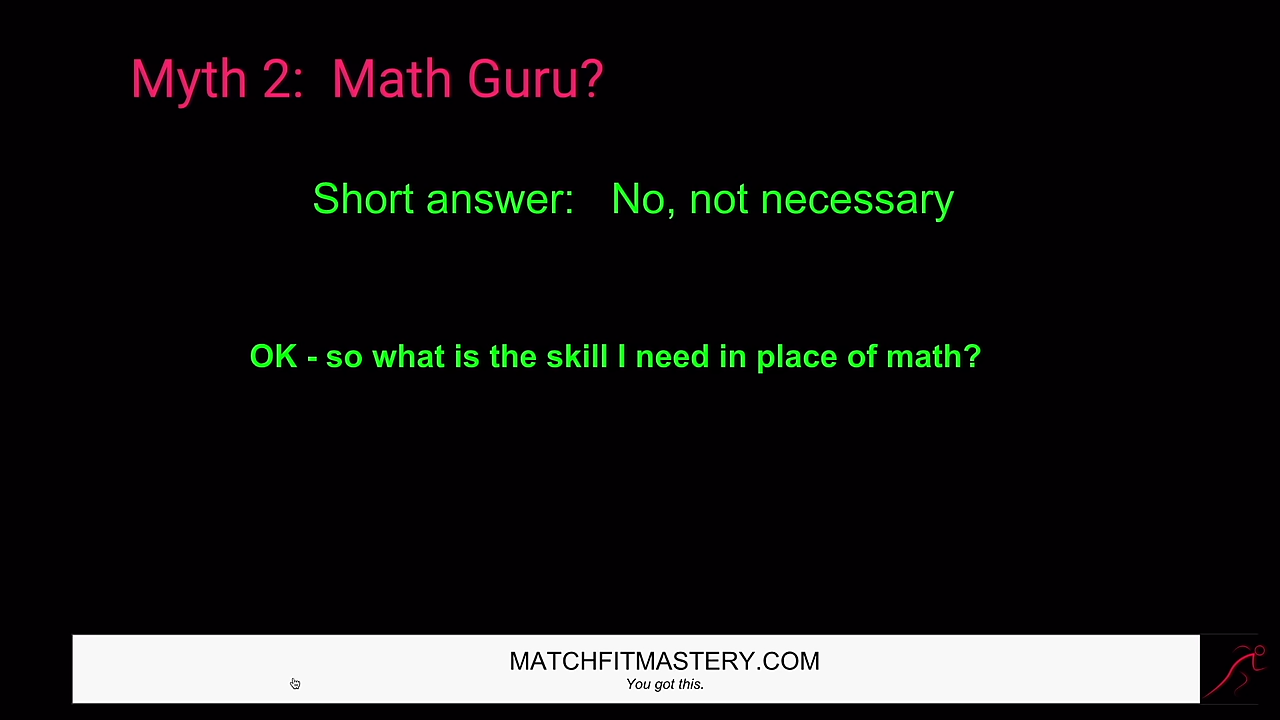 Myth 2: Math Guru?
Short answer: No, not necessary
OK - so what is the skill I need in place of math?
MATCHFITMASTERY.COM
You got this.